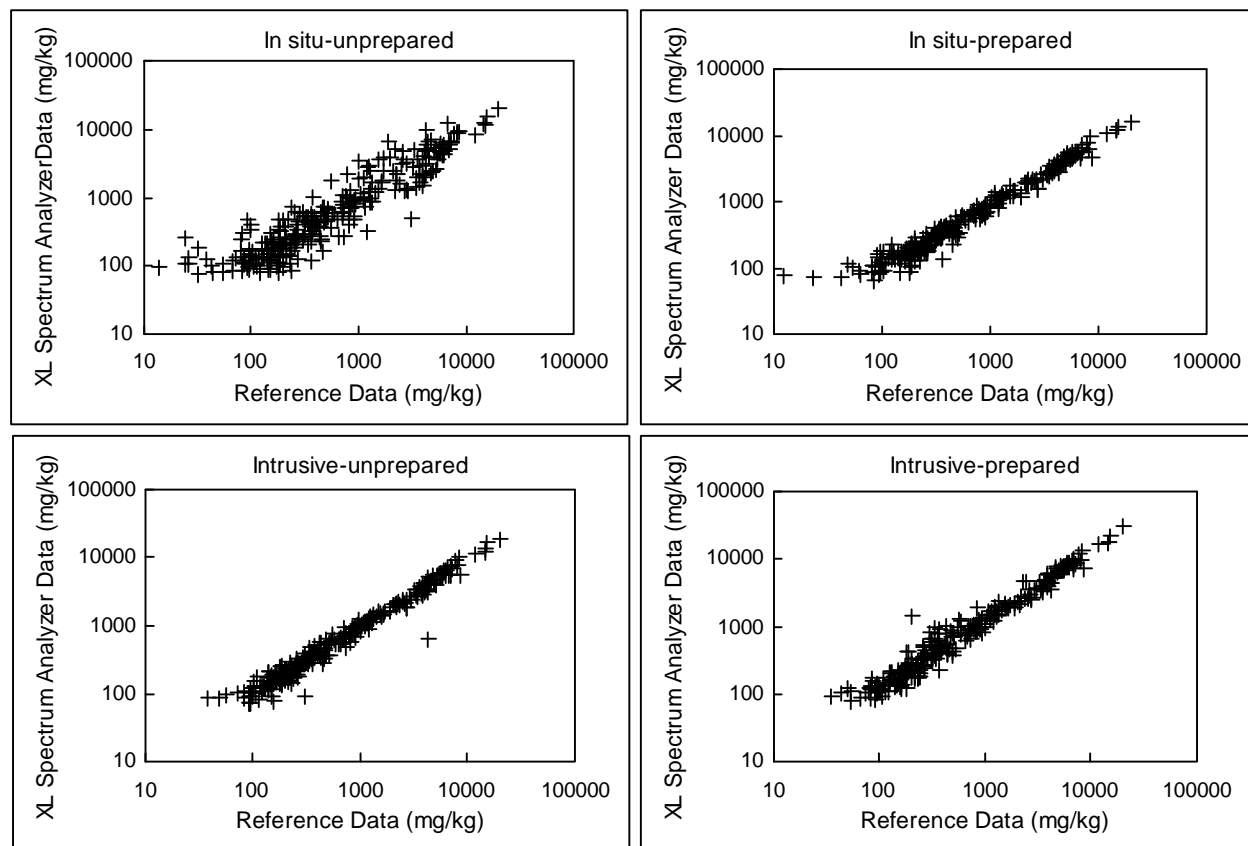 In situ-unprepared
XL Spectrum AnalyzerData (mg/kg)
100000
10000
1000
100
10
10 100 1000 10000 100000
Reference Data (mg/kg)
In situ-prepared
XL Spectrum Analyzer Data (mg/kg)
100000
10000
1000
100
10
10 100 1000 10000 100000
Reference Data (mg/kg)
Intrusive-unprepared
XL Spectrum Analyzer Data (mg/kg)
100000
10000
1000
100
10
10 100 1000 10000 100000
Reference Data (mg/kg)
Intrusive-prepared
XL Spectrum Analyzer Data (mg/kg)
100000
10000
1000
100
10
10 100 1000 10000 100000
Reference Data (mg/kg)